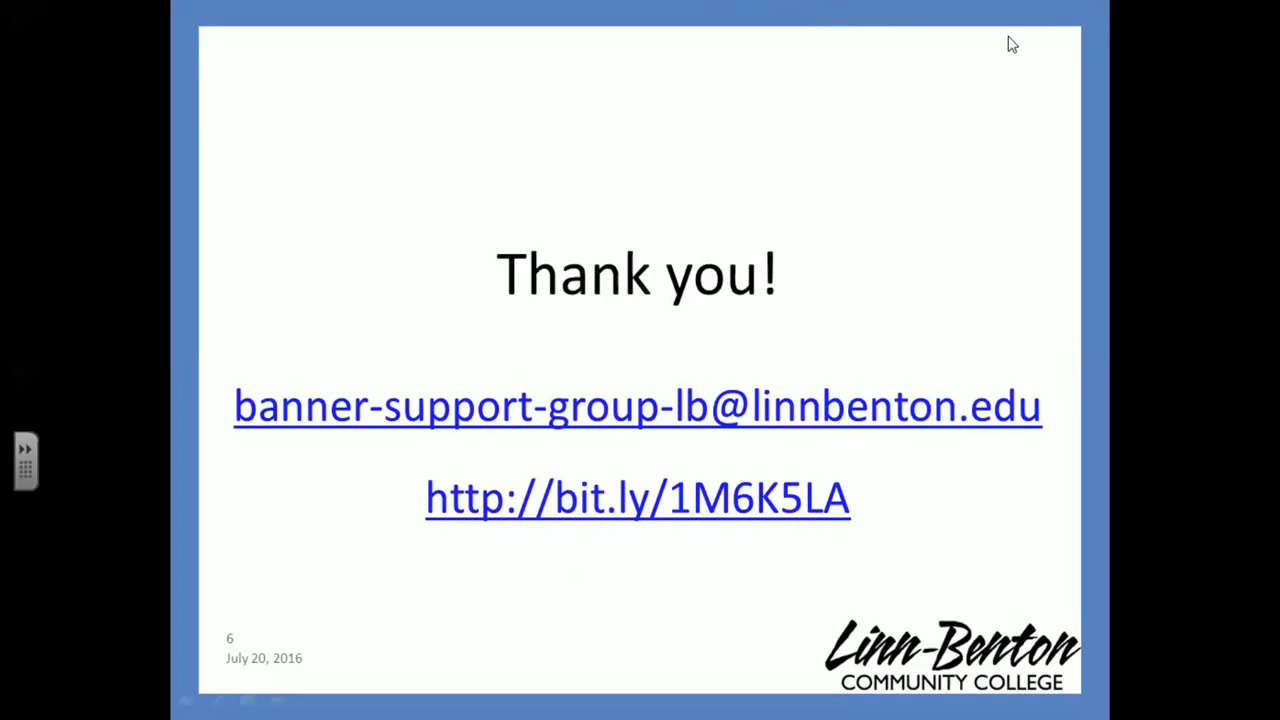 Thank you!
banner-support-group-lb@linnbenton.edu
http://bit.ly/1M6K5LA
6
July 20, 2016
Linn-Benton
COMMUNITY COLLEGE